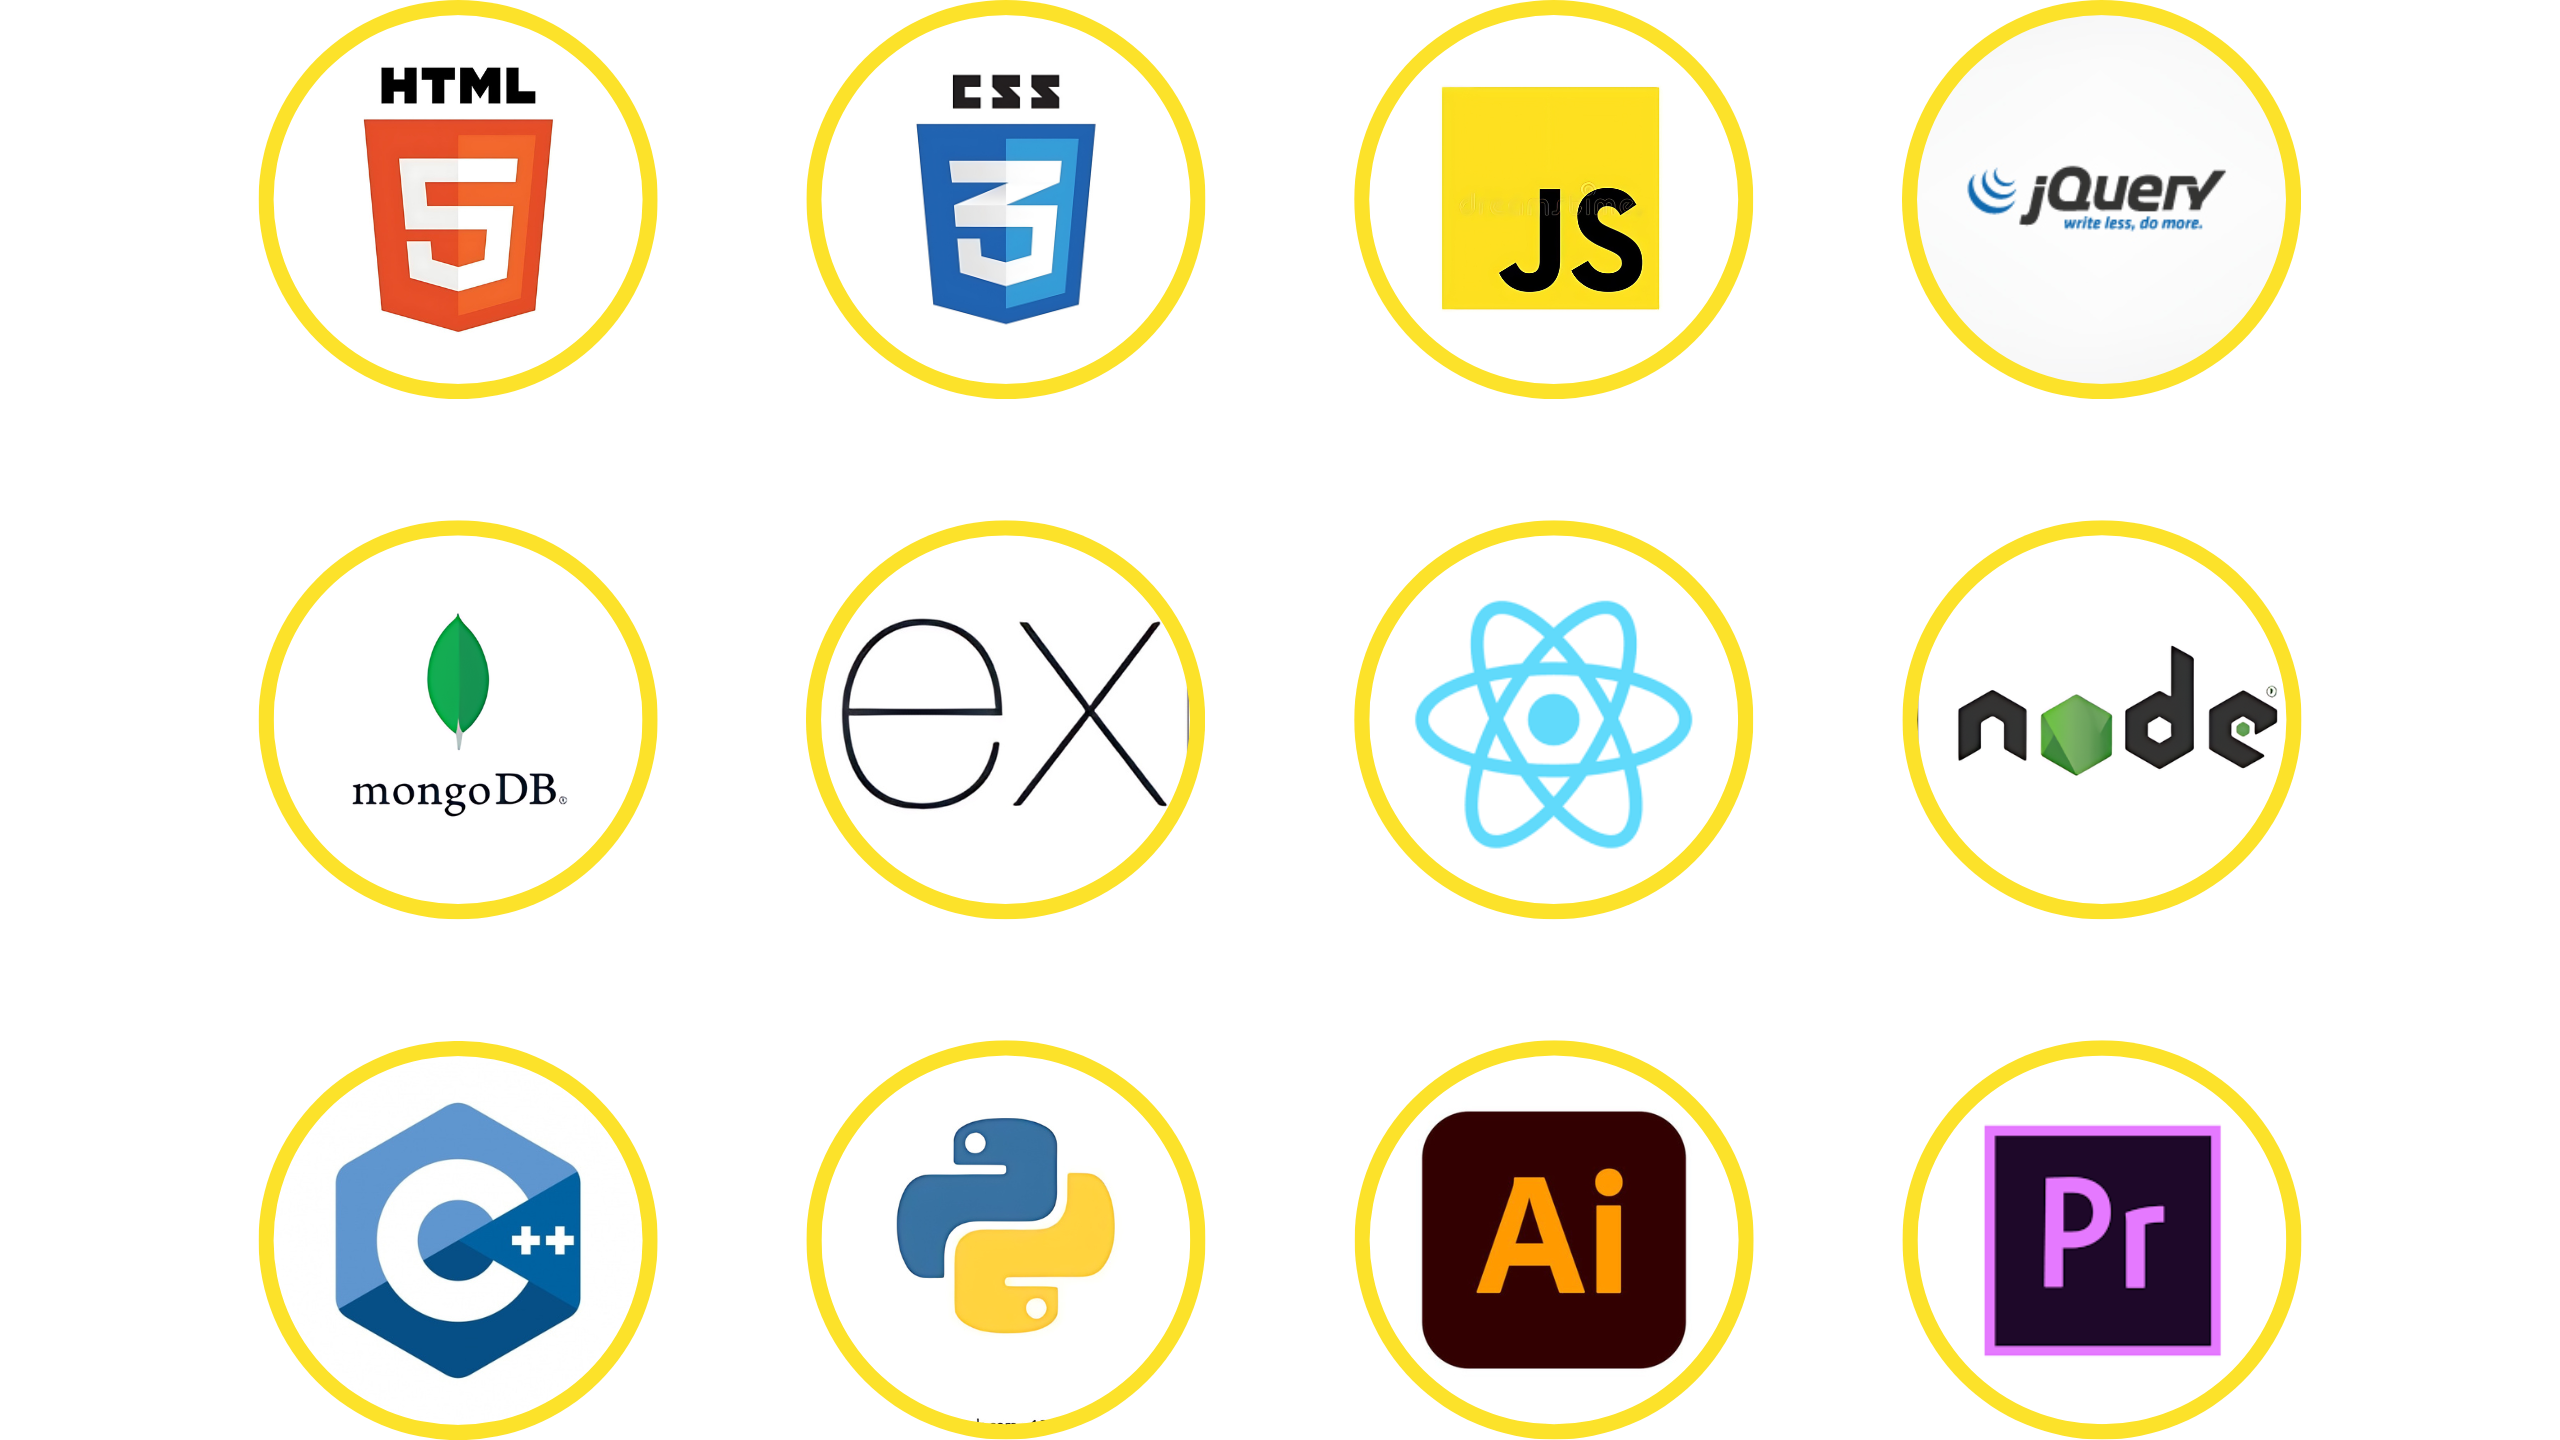 HTML
5
CSS
3
JS
jQuery
write less, do more.
mongoDB®
ex
node®
C++
Ai
Pr